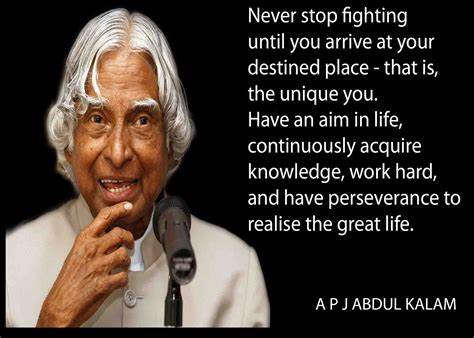 Never stop fighting
until you arrive at your
destined place - that is,
the unique you.
Have an aim in life,
continuously acquire
knowledge, work hard,
and have perseverance to
realise the great life.
A P J ABDUL KALAM